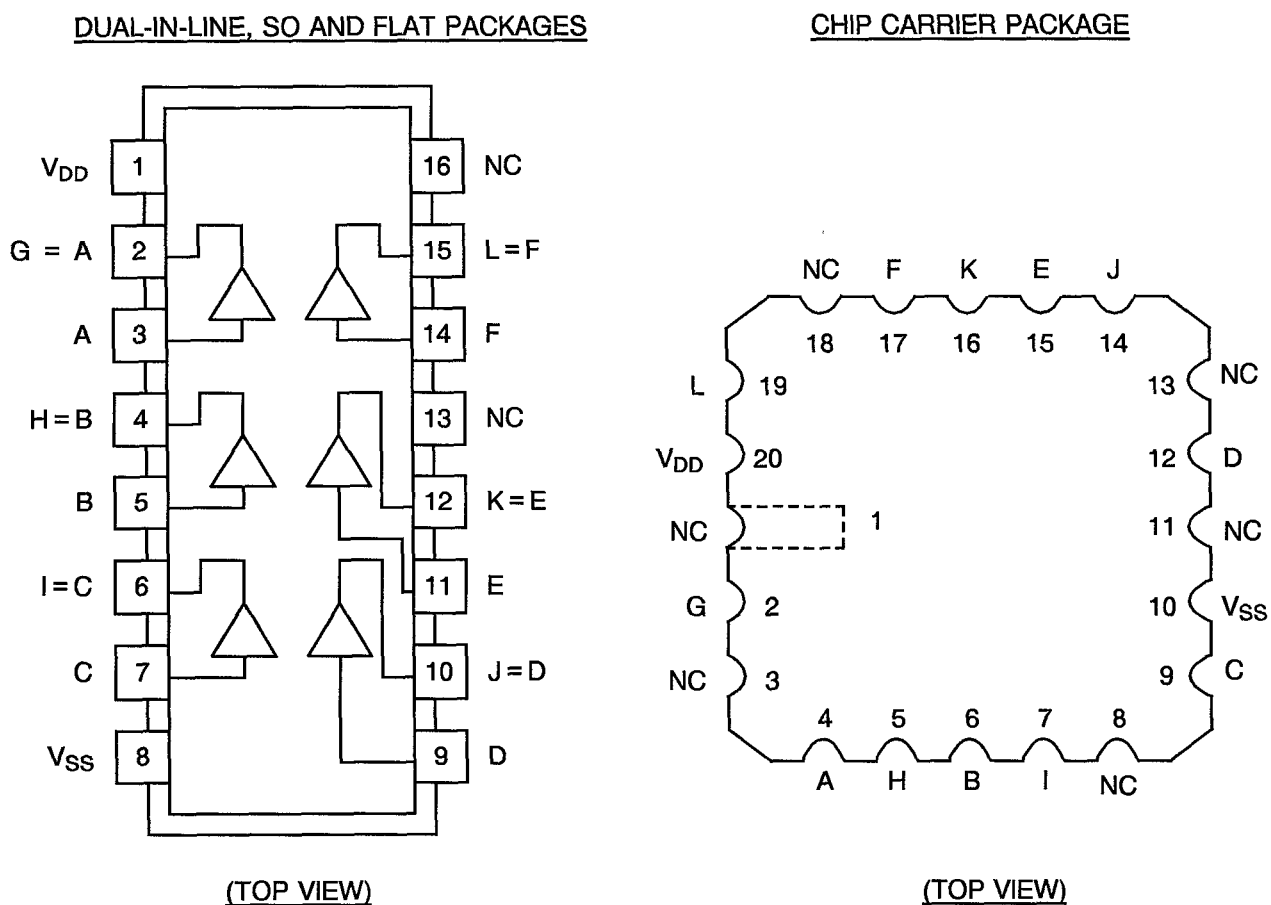 DUAL-IN-LINE, SO AND FLAT PACKAGES
VDD 1 16 NC
G = A 2 15 L=F
A 3 14 F
H=B 4 13 NC
B 5 12 K=E
I=C 6 11 E
C 7 10 J=D
VSS 8 9 D
(TOP VIEW)
CHIP CARRIER PACKAGE
NC F K E J
18 17 16 15 14
L 19 13 NC
VDD 20 12 D
NC 1 11 NC
G 2 10 VSS
NC 3 9 C
4 5 6 7 8
A H B I NC
(TOP VIEW)